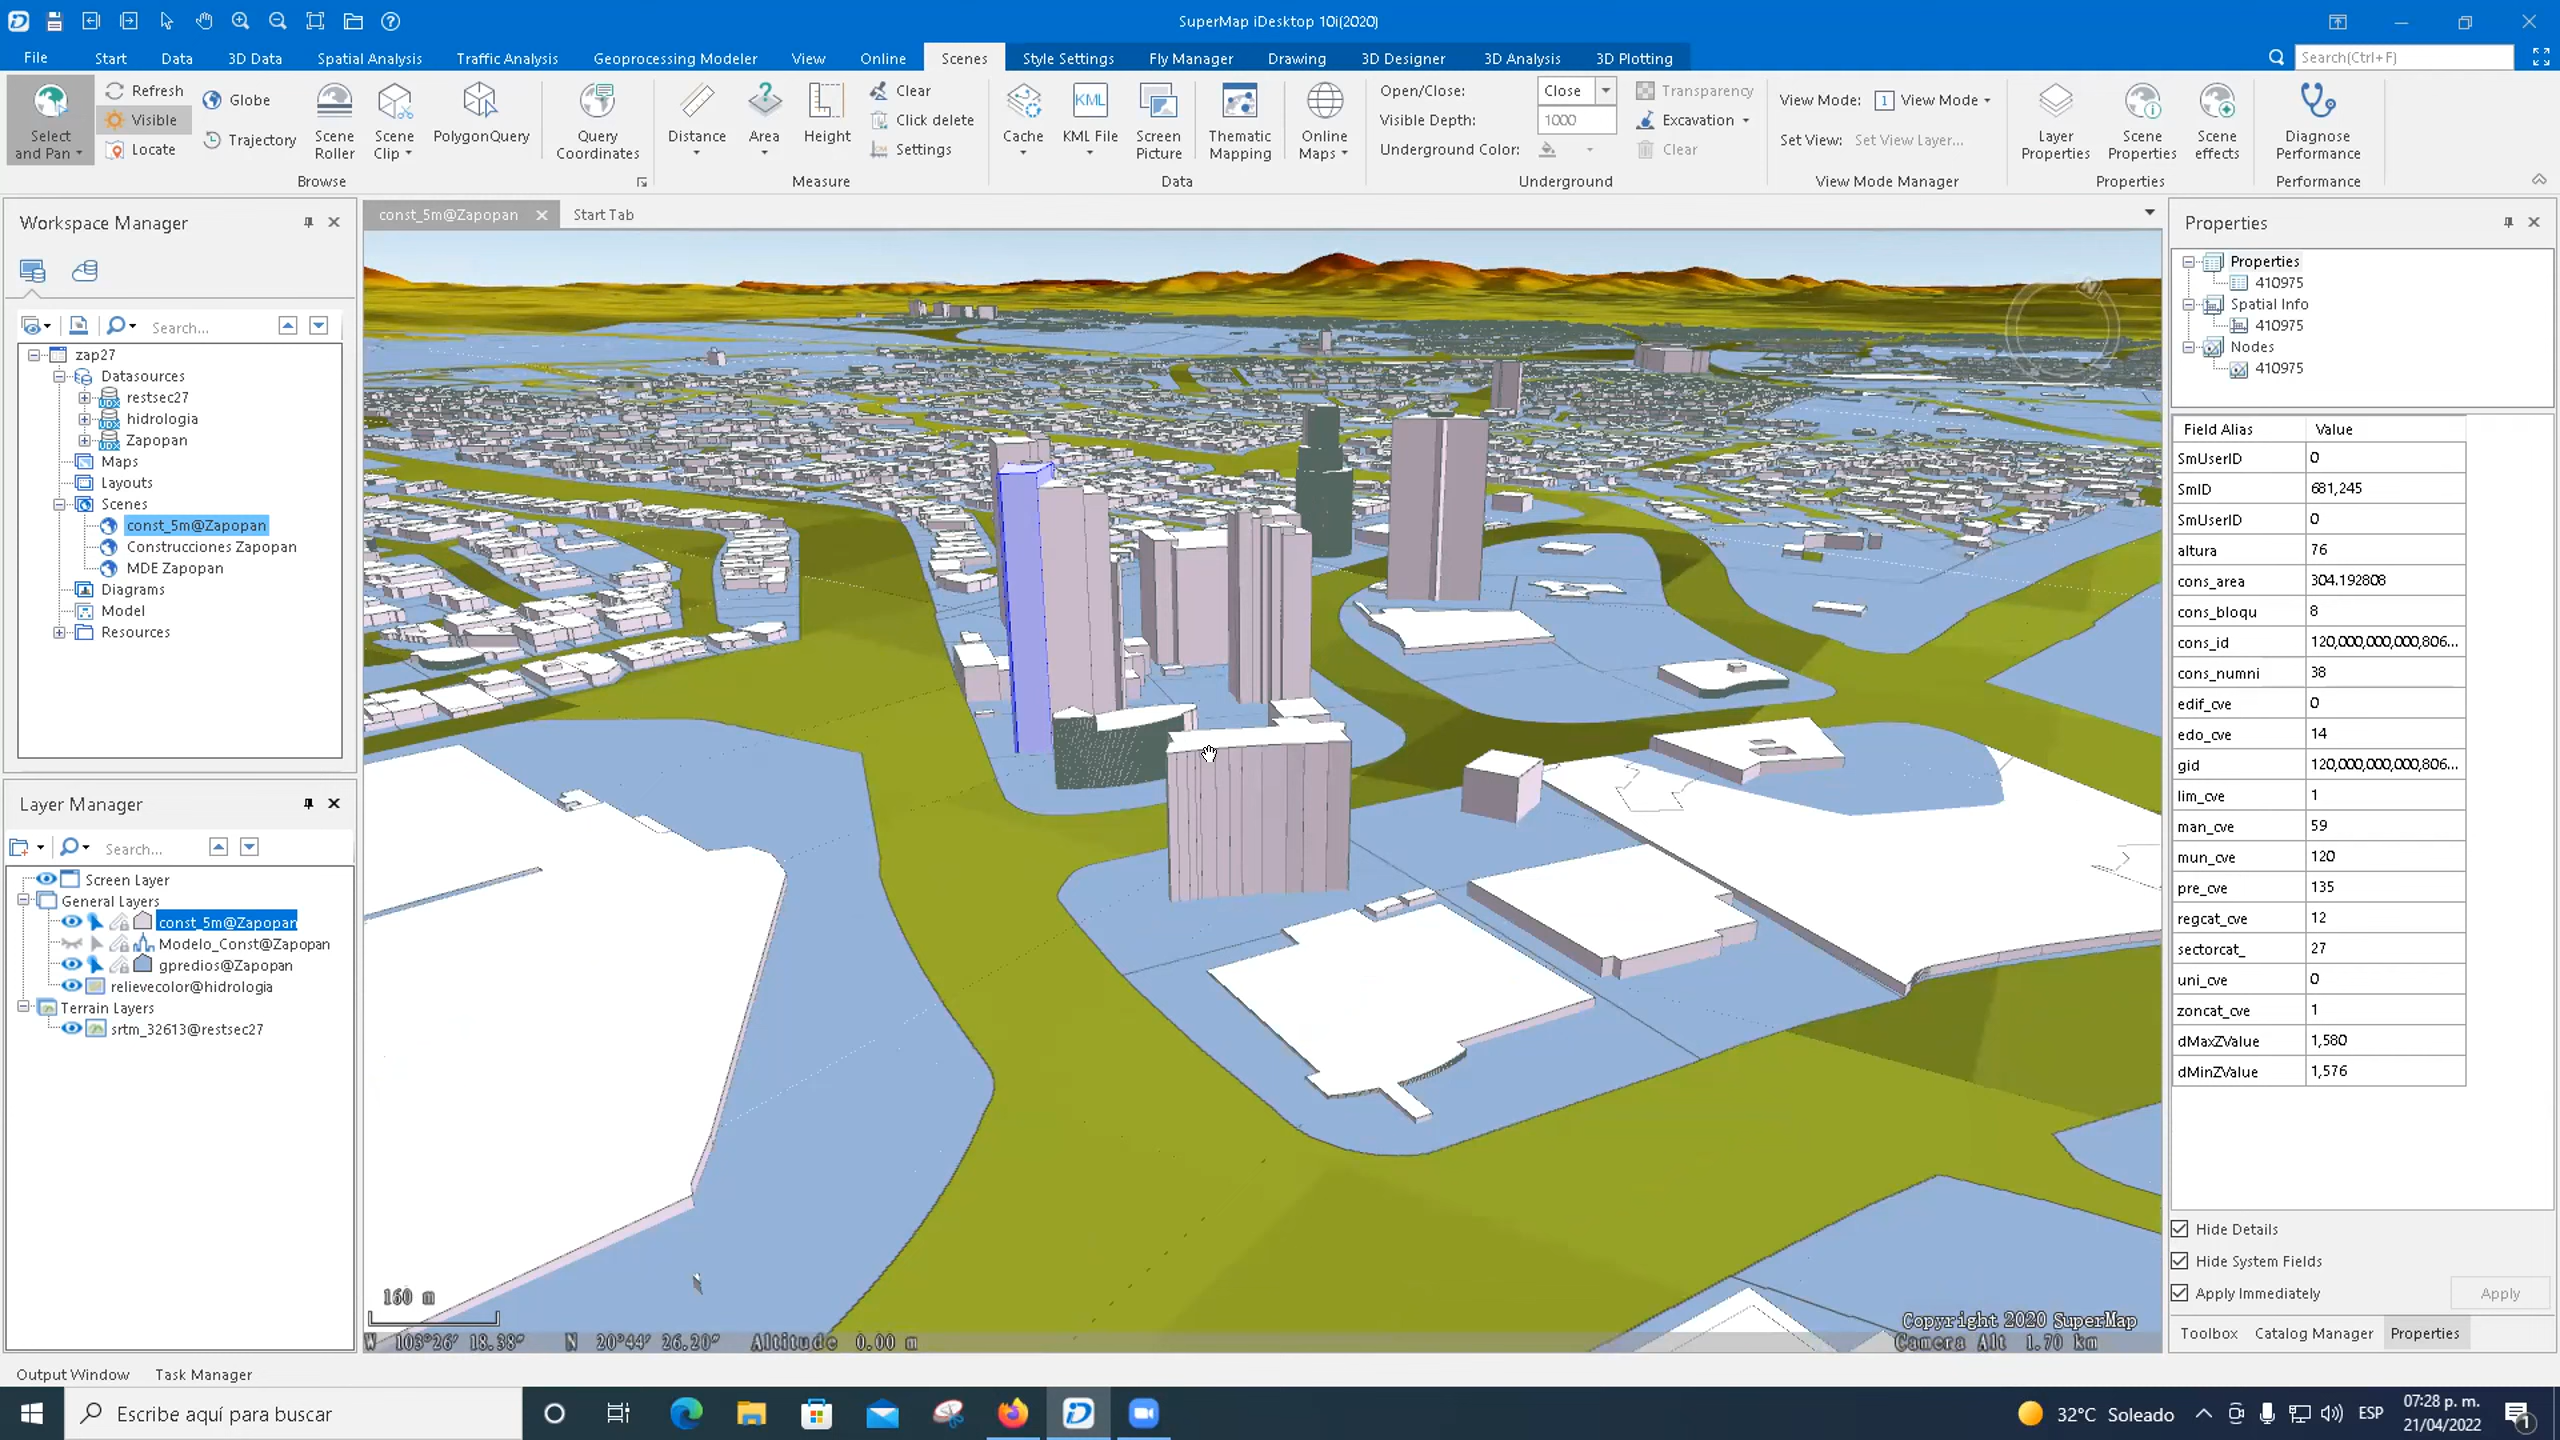 SuperMap iDesktop 10i(2020)
File Start Data 3D Data Spatial Analysis Traffic Analysis Geoprocessing Modeler View Online Scenes Style Settings Fly Manager Drawing 3D Designer 3D Analysis 3D Plotting Search(Ctrl+F)
Select and Pan
Refresh
Visible
Locate
Globe
Trajectory
Scene Roller
Scene Clip
PolygonQuery
Query Coordinates
Distance
Area
Height
Clear
Click delete
Settings
Cache
KML
KML File
Screen Picture
Thematic Mapping
Online Maps
Open/Close: Close
Visible Depth: 1000
Underground Color:
Transparency
Excavation
Clear
View Mode: 1 View Mode
Set View: Set View Layer...
Layer Properties
Scene Properties
Scene effects
Diagnose Performance
Browse Measure Data Underground View Mode Manager Properties Performance
Workspace Manager
Search...
zap27
Datasources
UDX restsec27
UDX hidrologia
UDX Zapopan
Maps
Layouts
Scenes
const_5m@Zapopan
Construcciones Zapopan
MDE Zapopan
Diagrams
Model
Resources
Layer Manager
Search...
Screen Layer
General Layers
const_5m@Zapopan
Modelo_Const@Zapopan
gpredios@Zapopan
relievecolor@hidrologia
Terrain Layers
srtm_32613@restsec27
const_5m@Zapopan Start Tab
N
160 m
W 103°26' 18.38" N 20°44' 26.20" Altitude 0.00 m
Copyright 2020 SuperMap
Camera Alt 1.70 km
Properties
Properties
410975
Spatial Info
410975
Nodes
410975
Field Alias Value
SmUserID 0
SmID 681,245
SmUserID 0
altura 76
cons_area 304.192808
cons_bloqu 8
cons_id 120,000,000,000,806...
cons_numni 38
edif_cve 0
edo_cve 14
gid 120,000,000,000,806...
lim_cve 1
man_cve 59
mun_cve 120
pre_cve 135
regcat_cve 12
sectorcat_ 27
uni_cve 0
zoncat_cve 1
dMaxZValue 1,580
dMinZValue 1,576
Hide Details
Hide System Fields
Apply Immediately Apply
Toolbox Catalog Manager Properties
Output Window Task Manager
Escribe aquí para buscar
32°C Soleado
ESP
07:28 p. m.
21/04/2022
1